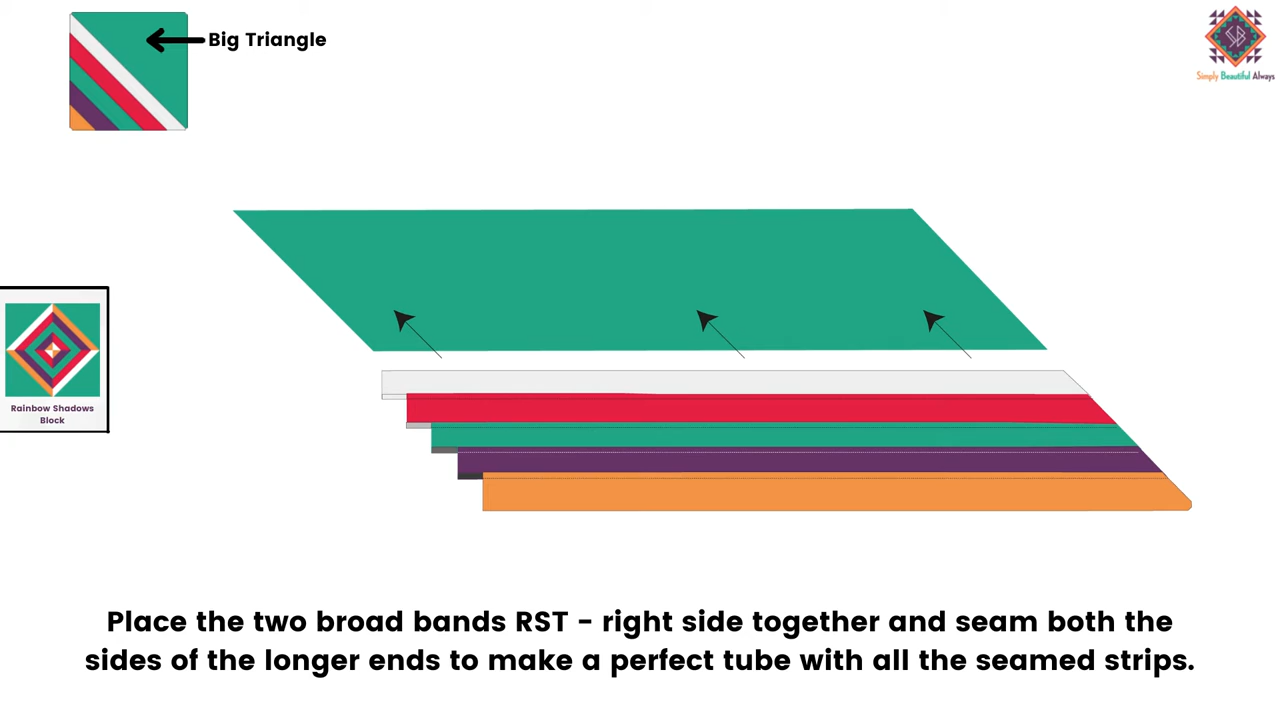 Big Triangle
SB
Simply Beautiful Always
Rainbow Shadows
Block
Place the two broad bands RST - right side together and seam both the
sides of the longer ends to make a perfect tube with all the seamed strips.